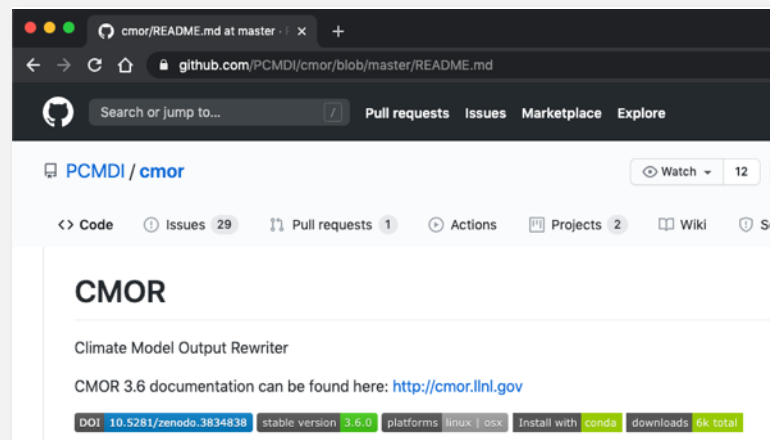 cmor/README.md at master ·
github.com/PCMDI/cmor/blob/master/README.md
Search or jump to... / Pull requests Issues Marketplace Explore
PCMDI / cmor Watch 12
<> Code Issues 29 Pull requests 1 Actions Projects 2 Wiki
CMOR
Climate Model Output Rewriter
CMOR 3.6 documentation can be found here: http://cmor.llnl.gov
DOI 10.5281/zenodo.3834838 stable version 3.6.0 platforms linux | osx Install with conda downloads 6k total